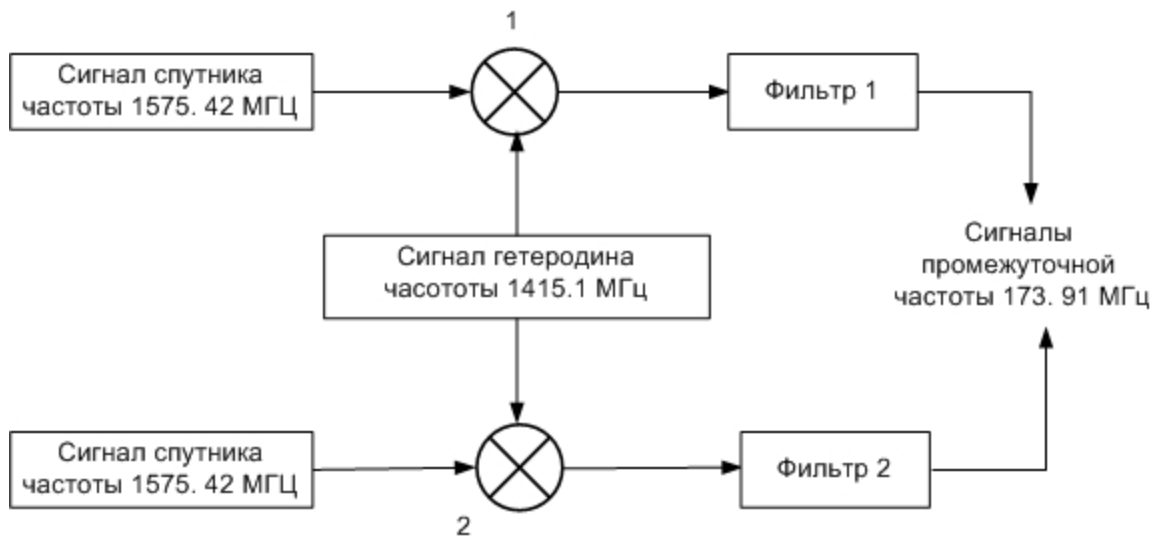 1
Сигнал спутника
частоты 1575. 42 МГЦ
Фильтр 1
Сигнал гетеродина
часототы 1415.1 МГц
Сигналы
промежуточной
частоты 173. 91 МГц
Сигнал спутника
частоты 1575. 42 МГЦ
Фильтр 2
2